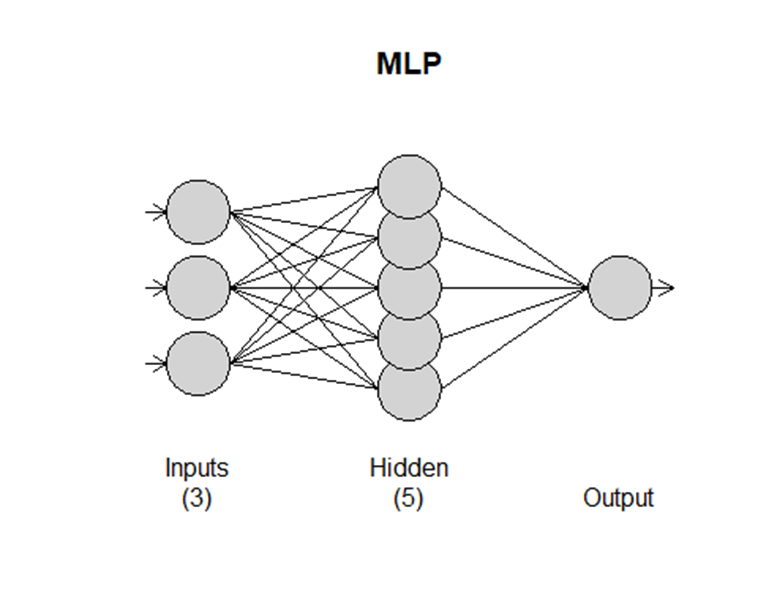 MLP
Inputs
(3)
Hidden
(5)
Output